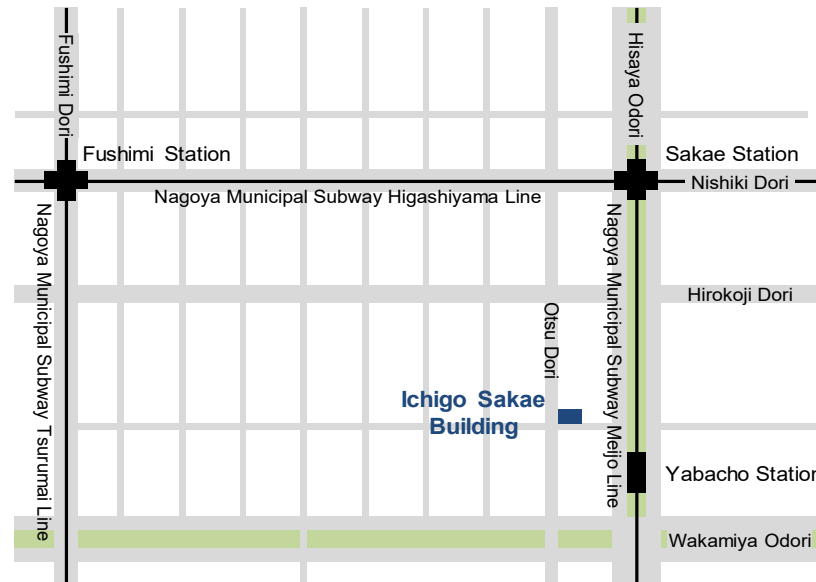 Fushimi Dori
Hisaya Odori
Fushimi Station
Sakae Station
Nishiki Dori
Nagoya Municipal Subway Higashiyama Line
Nagoya Municipal Subway Tsurumai Line
Nagoya Municipal Subway Meijo Line
Hirokoji Dori
Otsu Dori
Ichigo Sakae
Building
Yabacho Station
Wakamiya Odori